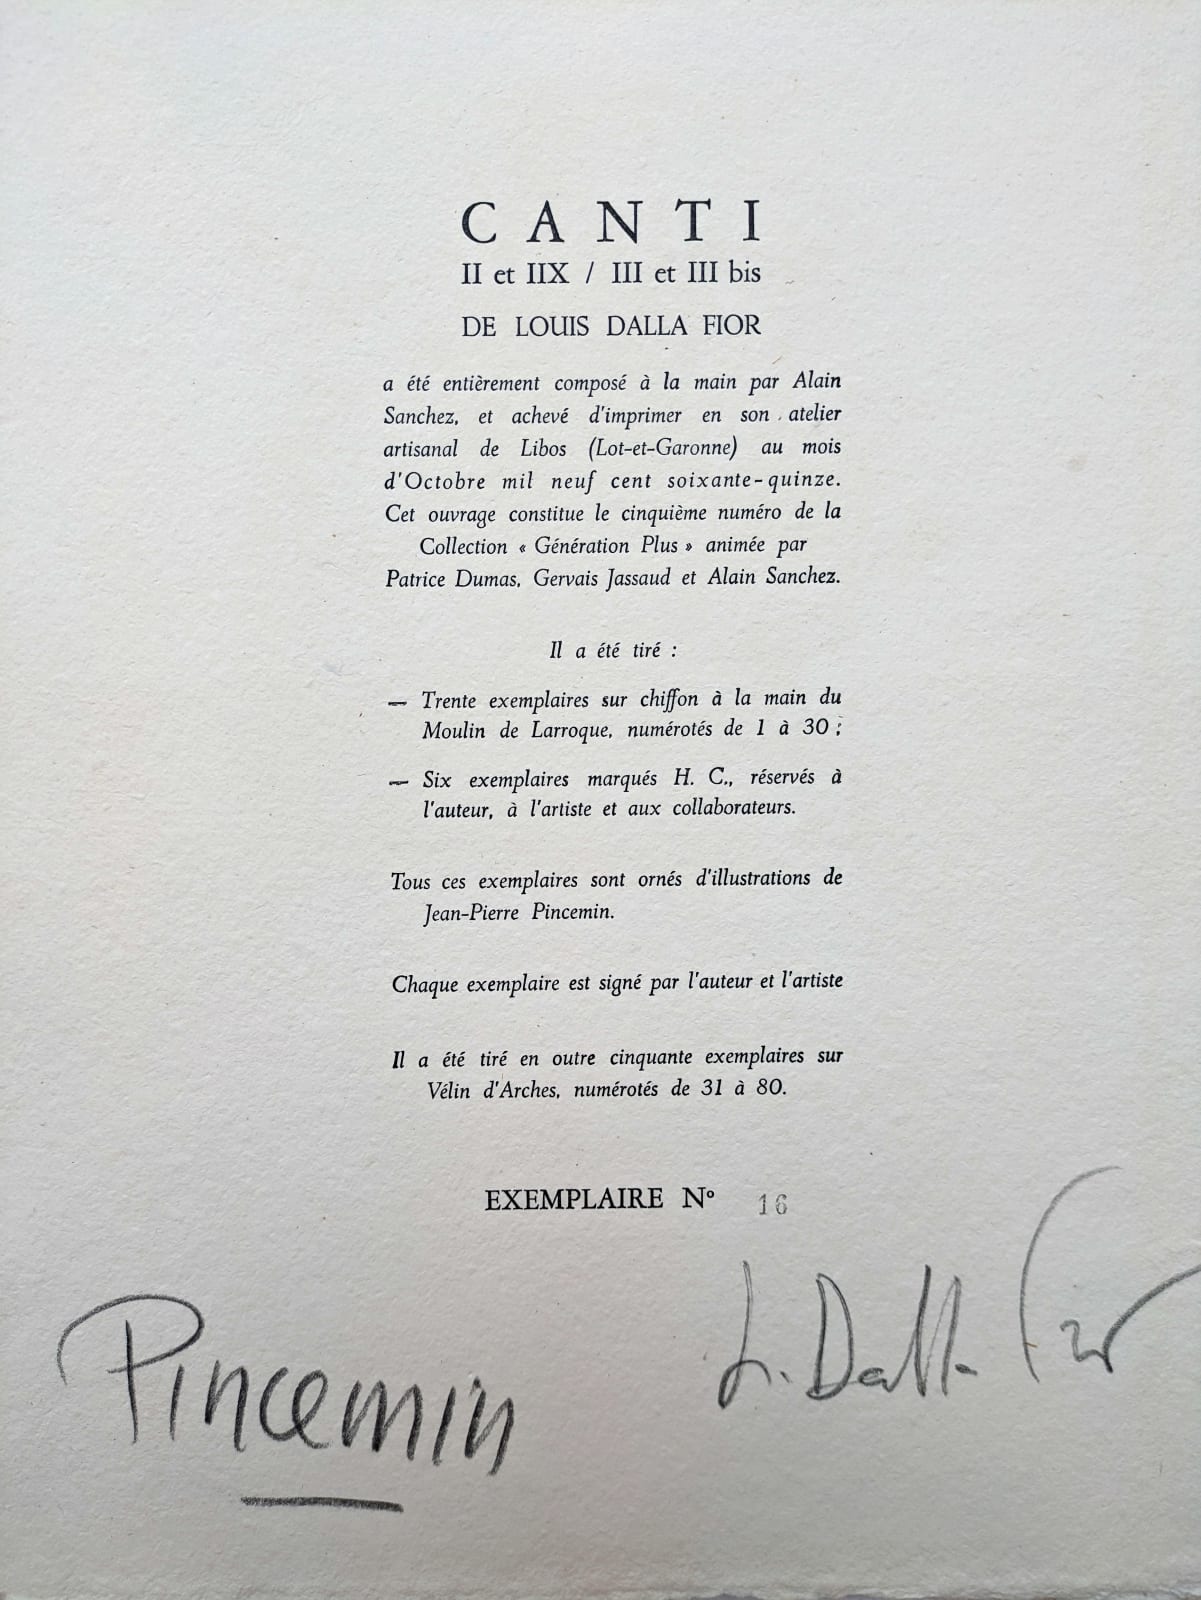 CANTI
II et IIX / III et III bis
DE LOUIS DALLA FIOR
a été entièrement composé à la main par Alain
Sanchez, et achevé d'imprimer en son atelier
artisanal de Libos (Lot-et-Garonne) au mois
d'Octobre mil neuf cent soixante-quinze.
Cet ouvrage constitue le cinquième numéro de la
Collection « Génération Plus » animée par
Patrice Dumas, Gervais Jassaud et Alain Sanchez.
Il a été tiré :
— Trente exemplaires sur chiffon à la main du
Moulin de Larroque, numérotés de 1 à 30 ;
— Six exemplaires marqués H. C., réservés à
l'auteur, à l'artiste et aux collaborateurs.
Tous ces exemplaires sont ornés d'illustrations de
Jean-Pierre Pincemin.
Chaque exemplaire est signé par l'auteur et l'artiste
Il a été tiré en outre cinquante exemplaires sur
Vélin d'Arches, numérotés de 31 à 80.
EXEMPLAIRE Nº 16
Pincemin
L. Dalla Fior